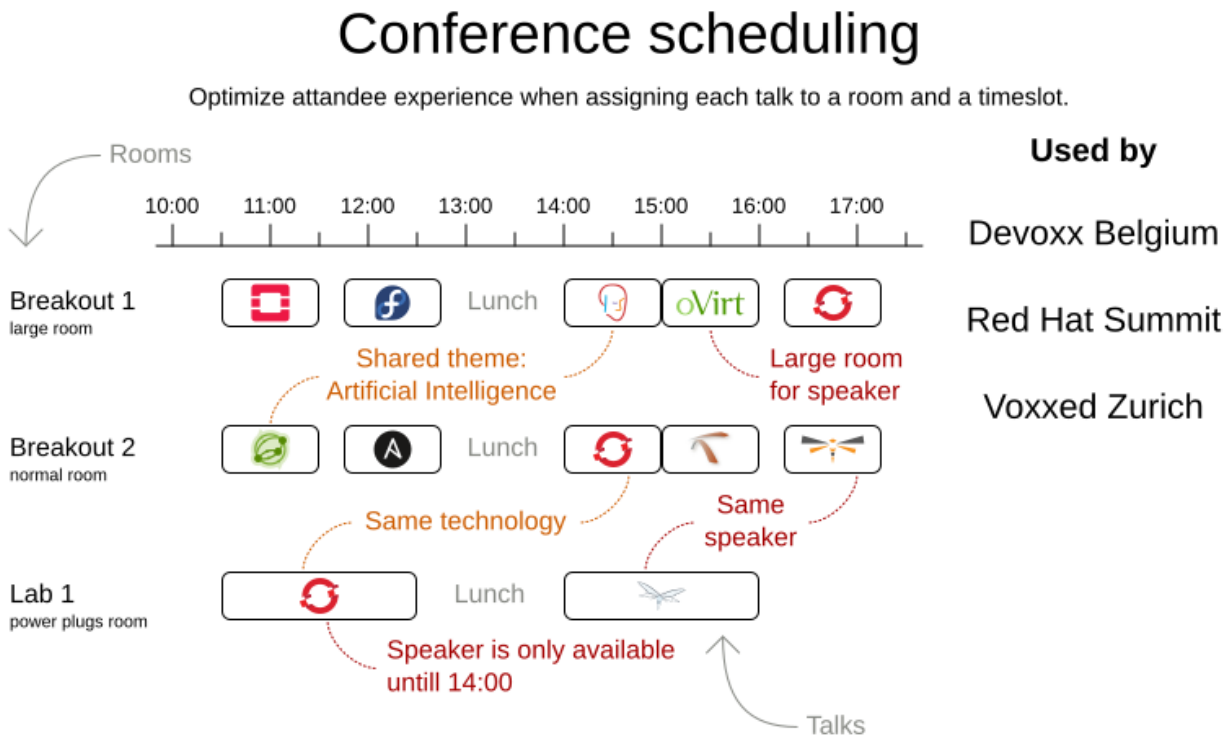 Conference scheduling
Optimize attandee experience when assigning each talk to a room and a timeslot.
Rooms
Used by
10:00 11:00 12:00 13:00 14:00 15:00 16:00 17:00
Devoxx Belgium
Red Hat Summit
Voxxed Zurich
Breakout 1
large room
Lunch
oVirt
Shared theme:
Artificial Intelligence
Large room
for speaker
Breakout 2
normal room
Lunch
Same technology
Same
speaker
Lab 1
power plugs room
Lunch
Speaker is only available
untill 14:00
Talks